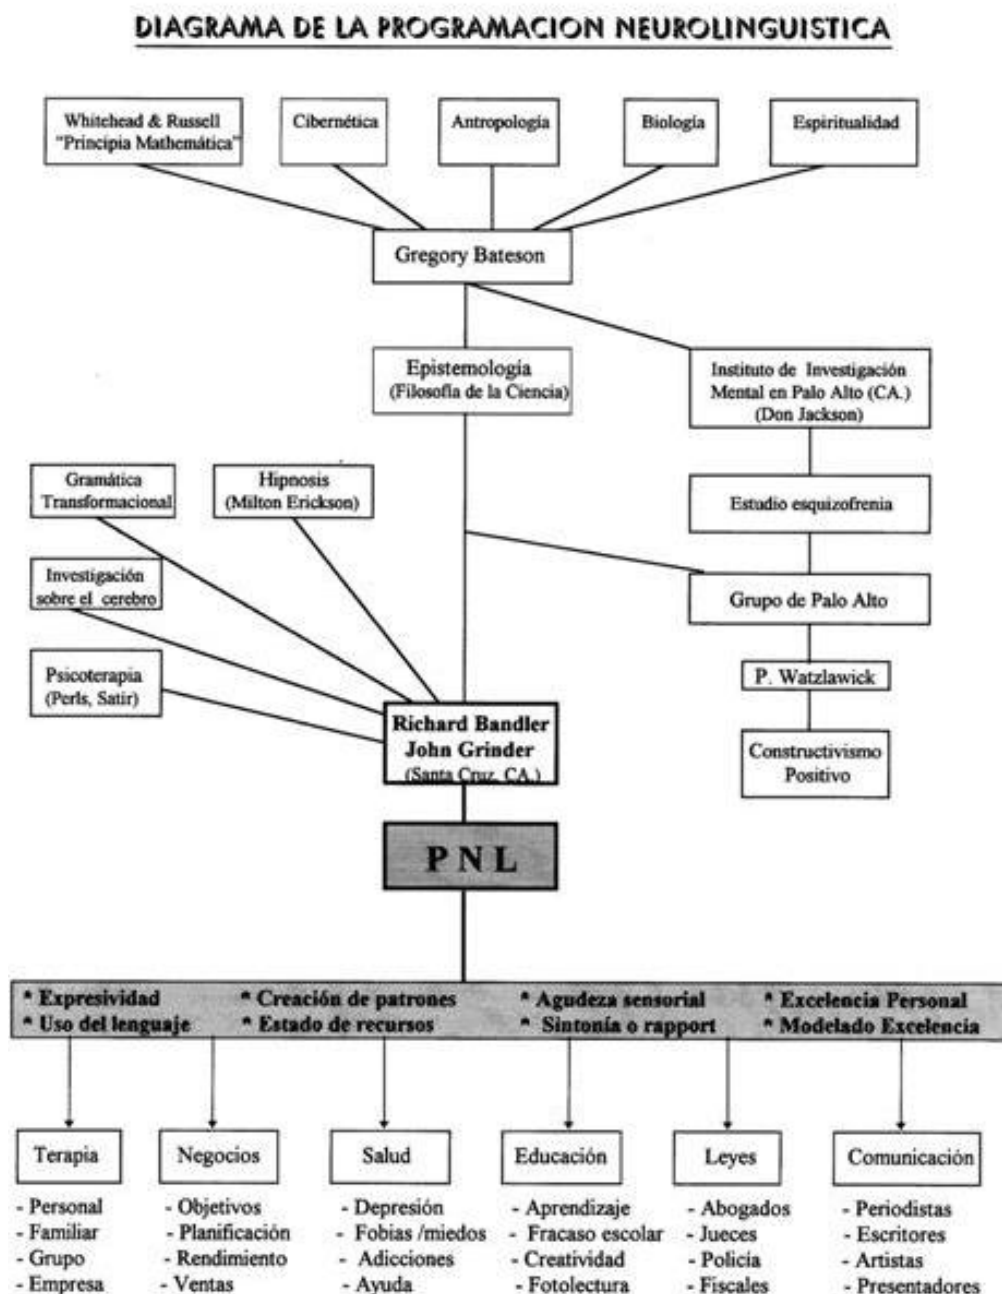 DIAGRAMA DE LA PROGRAMACION NEUROLINGUISTICA
Whitehead & Russell
"Principia Mathemática"
Cibernética
Antropología
Biología
Espiritualidad
Gregory Bateson
Epistemología
(Filosofía de la Ciencia)
Instituto de Investigación
Mental en Palo Alto (CA.)
(Don Jackson)
Gramática
Transformacional
Hipnosis
(Milton Erickson)
Estudio esquizofrenia
Investigación
sobre el cerebro
Grupo de Palo Alto
Psicoterapia
(Perls, Satir)
P. Watzlawick
Richard Bandler
John Grinder
(Santa Cruz, CA.)
Constructivismo
Positivo
P N L
* Expresividad
* Uso del lenguaje
* Creación de patrones
* Estado de recursos
* Agudeza sensorial
* Sintonía o rapport
* Excelencia Personal
* Modelado Excelencia
Terapia
- Personal
- Familiar
- Grupo
- Empresa
Negocios
- Objetivos
- Planificación
- Rendimiento
- Ventas
Salud
- Depresión
- Fobias /miedos
- Adicciones
- Ayuda
Educación
- Aprendizaje
- Fracaso escolar
- Creatividad
- Fotolectura
Leyes
- Abogados
- Jueces
- Policía
- Fiscales
Comunicación
- Periodistas
- Escritores
- Artistas
- Presentadores